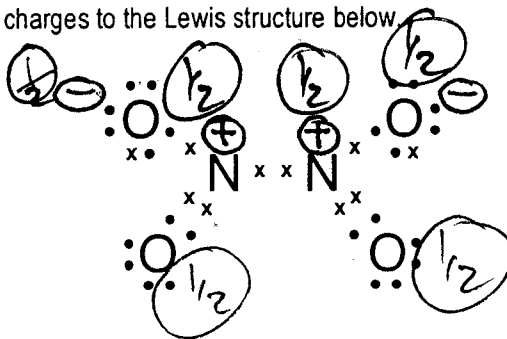 charges to the Lewis structure below.
1/2 − O 1/2 + 1/2 + 1/2 O −
x x N x x N x x
x x x x
O 1/2 O 1/2